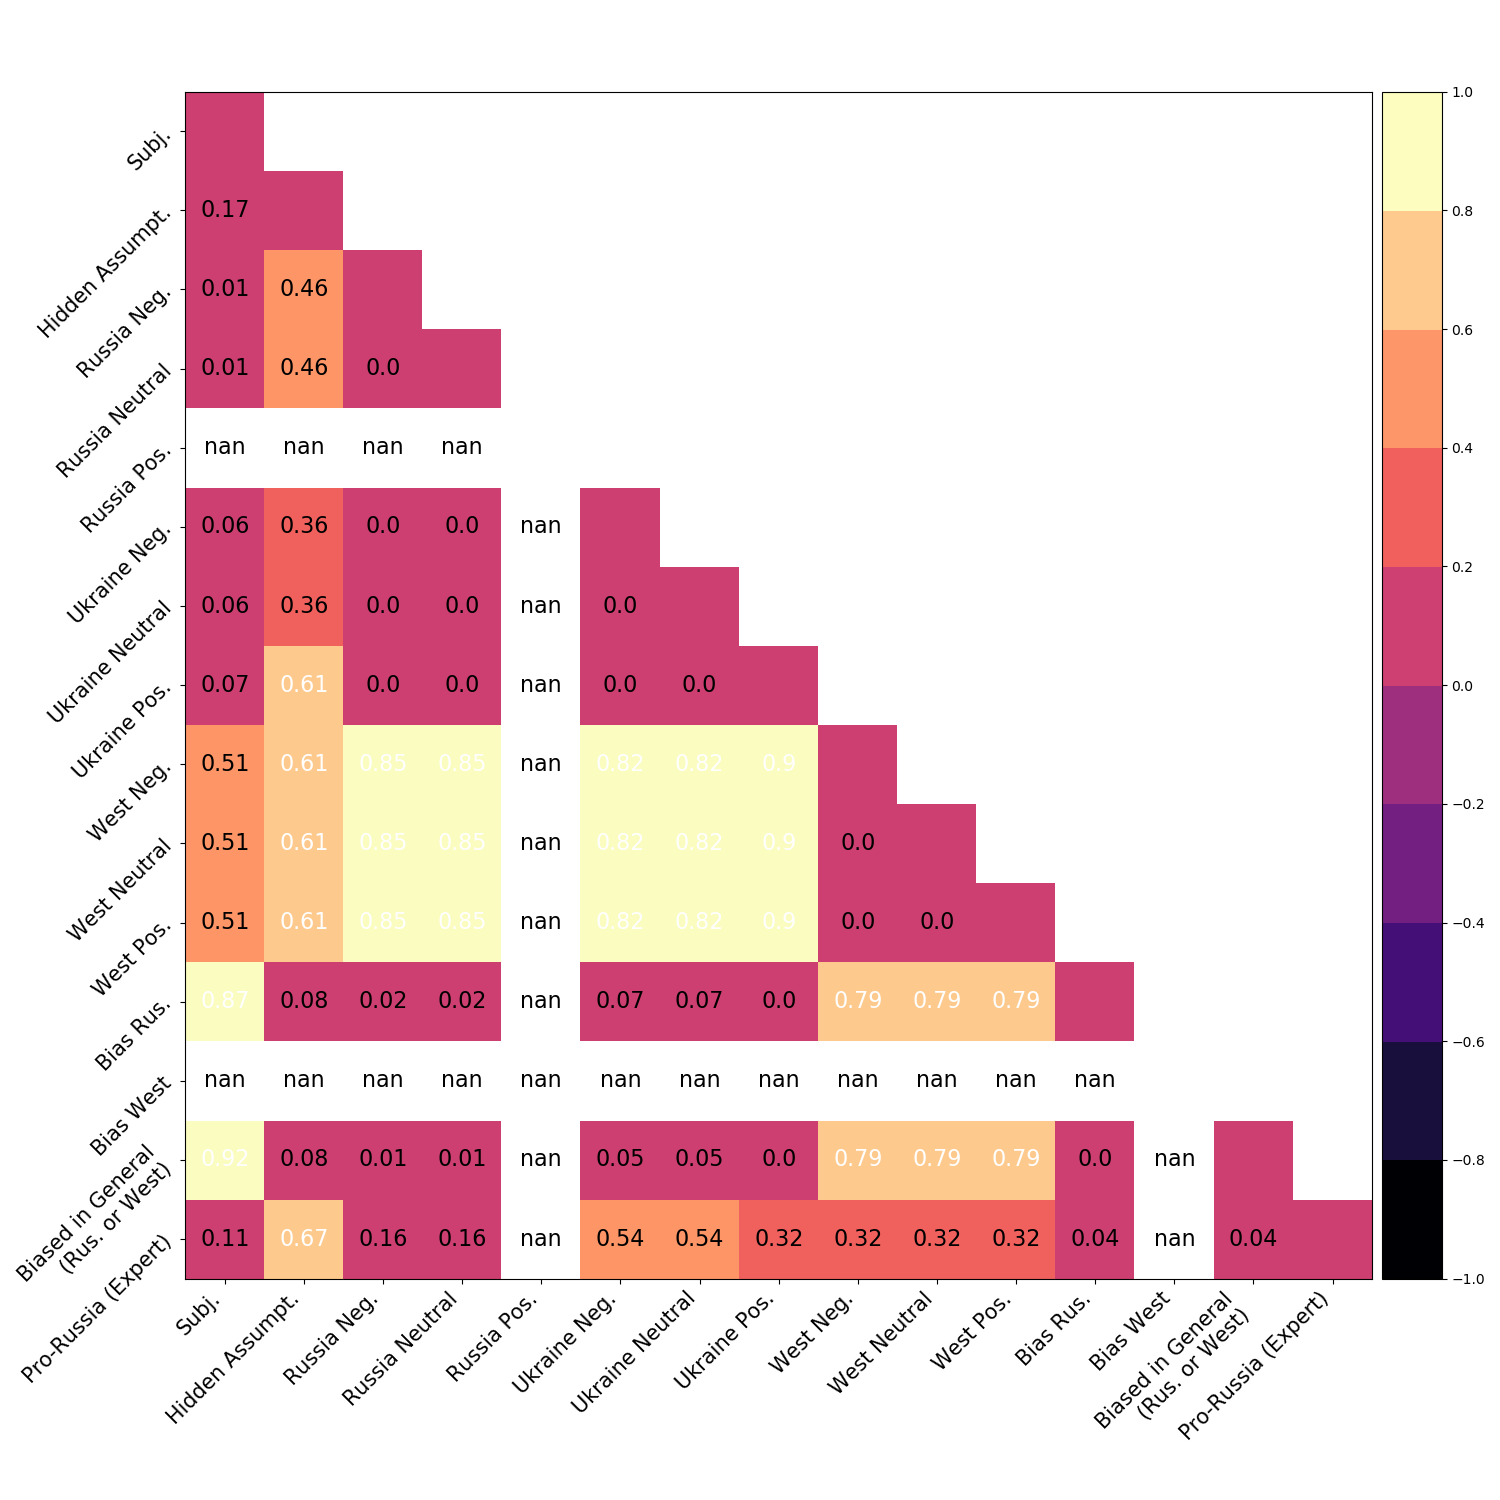 1.0
Subj.
0.17
0.8
Hidden Assumpt.
0.01 0.46
Russia Neg.
0.6
0.01 0.46 0.0
Russia Neutral
nan nan nan nan
0.4
Russia Pos.
0.06 0.36 0.0 0.0 nan
Ukraine Neg.
0.2
0.06 0.36 0.0 0.0 nan 0.0
Ukraine Neutral
0.07 0.61 0.0 0.0 nan 0.0 0.0
0.0
Ukraine Pos.
0.51 0.61 0.85 0.85 nan 0.82 0.82 0.9
West Neg.
−0.2
0.51 0.61 0.85 0.85 nan 0.82 0.82 0.9 0.0
West Neutral
0.51 0.61 0.85 0.85 nan 0.82 0.82 0.9 0.0 0.0
−0.4
West Pos.
0.87 0.08 0.02 0.02 nan 0.07 0.07 0.0 0.79 0.79 0.79
Bias Rus.
−0.6
nan nan nan nan nan nan nan nan nan nan nan nan
Bias West
0.92 0.08 0.01 0.01 nan 0.05 0.05 0.0 0.79 0.79 0.79 0.0 nan
−0.8
Biased in General
(Rus. or West)
0.11 0.67 0.16 0.16 nan 0.54 0.54 0.32 0.32 0.32 0.32 0.04 nan 0.04
Pro-Russia (Expert)
−1.0
Subj.
Hidden Assumpt.
Russia Neg.
Russia Neutral
Russia Pos.
Ukraine Neg.
Ukraine Neutral
Ukraine Pos.
West Neg.
West Neutral
West Pos.
Bias Rus.
Bias West
Biased in General
(Rus. or West)
Pro-Russia (Expert)